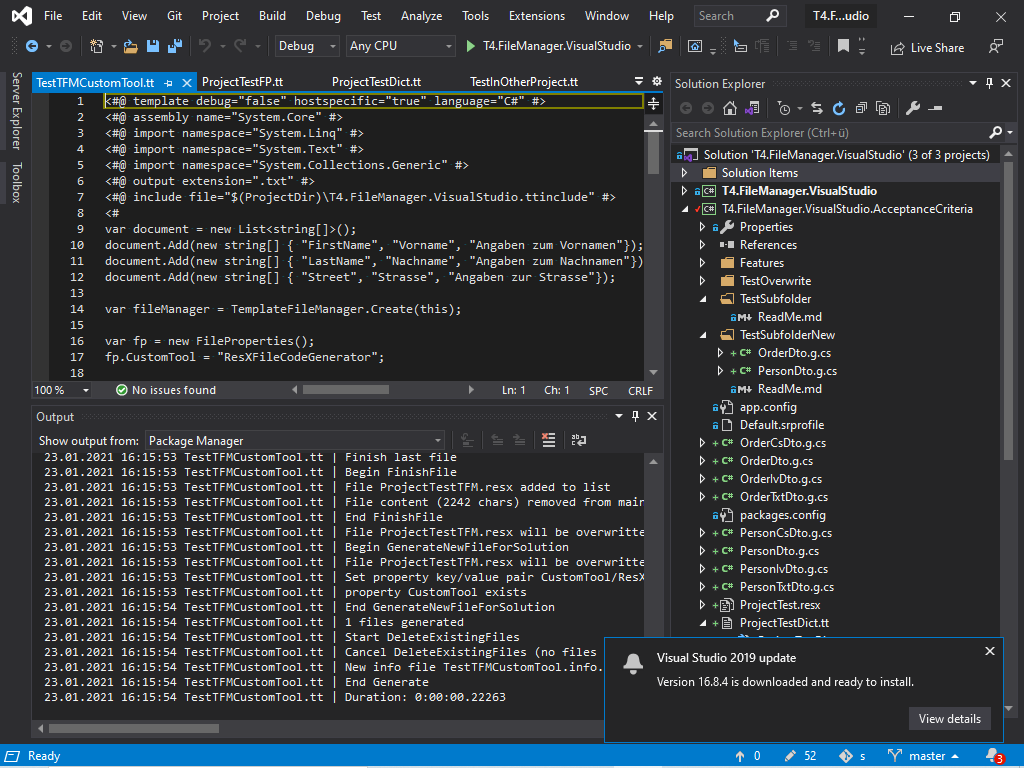 File Edit View Git Project Build Debug Test Analyze Tools Extensions Window Help Search T4.F...udio
Debug Any CPU T4.FileManager.VisualStudio Live Share
Server Explorer
Toolbox
TestTFMCustomTool.tt ProjectTestFP.tt ProjectTestDict.tt TestInOtherProject.tt
1 <#@ template debug="false" hostspecific="true" language="C#" #>
2 <#@ assembly name="System.Core" #>
3 <#@ import namespace="System.Linq" #>
4 <#@ import namespace="System.Text" #>
5 <#@ import namespace="System.Collections.Generic" #>
6 <#@ output extension=".txt" #>
7 <#@ include file="$(ProjectDir)\T4.FileManager.VisualStudio.ttinclude" #>
8 <#
9 var document = new List<string[]>();
10 document.Add(new string[] { "FirstName", "Vorname", "Angaben zum Vornamen"});
11 document.Add(new string[] { "LastName", "Nachname", "Angaben zum Nachnamen"})
12 document.Add(new string[] { "Street", "Strasse", "Angaben zur Strasse"});
13
14 var fileManager = TemplateFileManager.Create(this);
15
16 var fp = new FileProperties();
17 fp.CustomTool = "ResXFileCodeGenerator";
18
100 % No issues found Ln: 1 Ch: 1 SPC CRLF
Output
Show output from: Package Manager
23.01.2021 16:15:53 TestTFMCustomTool.tt | Finish last file
23.01.2021 16:15:53 TestTFMCustomTool.tt | Begin FinishFile
23.01.2021 16:15:53 TestTFMCustomTool.tt | File ProjectTestTFM.resx added to list
23.01.2021 16:15:53 TestTFMCustomTool.tt | File content (2242 chars) removed from main
23.01.2021 16:15:53 TestTFMCustomTool.tt | End FinishFile
23.01.2021 16:15:53 TestTFMCustomTool.tt | File ProjectTestTFM.resx will be overwritte
23.01.2021 16:15:53 TestTFMCustomTool.tt | Begin GenerateNewFileForSolution
23.01.2021 16:15:53 TestTFMCustomTool.tt | File ProjectTestTFM.resx will be overwritte
23.01.2021 16:15:53 TestTFMCustomTool.tt | Set property key/value pair CustomTool/ResX
23.01.2021 16:15:53 TestTFMCustomTool.tt | property CustomTool exists
23.01.2021 16:15:54 TestTFMCustomTool.tt | End GenerateNewFileForSolution
23.01.2021 16:15:54 TestTFMCustomTool.tt | 1 files generated
23.01.2021 16:15:54 TestTFMCustomTool.tt | Start DeleteExistingFiles
23.01.2021 16:15:54 TestTFMCustomTool.tt | Cancel DeleteExistingFiles (no files
23.01.2021 16:15:54 TestTFMCustomTool.tt | New info file TestTFMCustomTool.info.
23.01.2021 16:15:54 TestTFMCustomTool.tt | End Generate
23.01.2021 16:15:54 TestTFMCustomTool.tt | Duration: 0:00:00.22263
Solution Explorer
Search Solution Explorer (Ctrl+ü)
Solution 'T4.FileManager.VisualStudio' (3 of 3 projects)
Solution Items
C# T4.FileManager.VisualStudio
C# T4.FileManager.VisualStudio.AcceptanceCriteria
Properties
References
Features
TestOverwrite
TestSubfolder
M+ ReadMe.md
TestSubfolderNew
+ C# OrderDto.g.cs
+ C# PersonDto.g.cs
M+ ReadMe.md
app.config
Default.srprofile
+ C# OrderCsDto.g.cs
+ C# OrderDto.g.cs
+ C# OrderIvDto.g.cs
+ C# OrderTxtDto.g.cs
packages.config
+ C# PersonCsDto.g.cs
+ C# PersonDto.g.cs
+ C# PersonIvDto.g.cs
+ C# PersonTxtDto.g.cs
+ ProjectTest.resx
+ ProjectTestDict.tt
Visual Studio 2019 update
Version 16.8.4 is downloaded and ready to install.
View details
Ready 0 52 s master 3